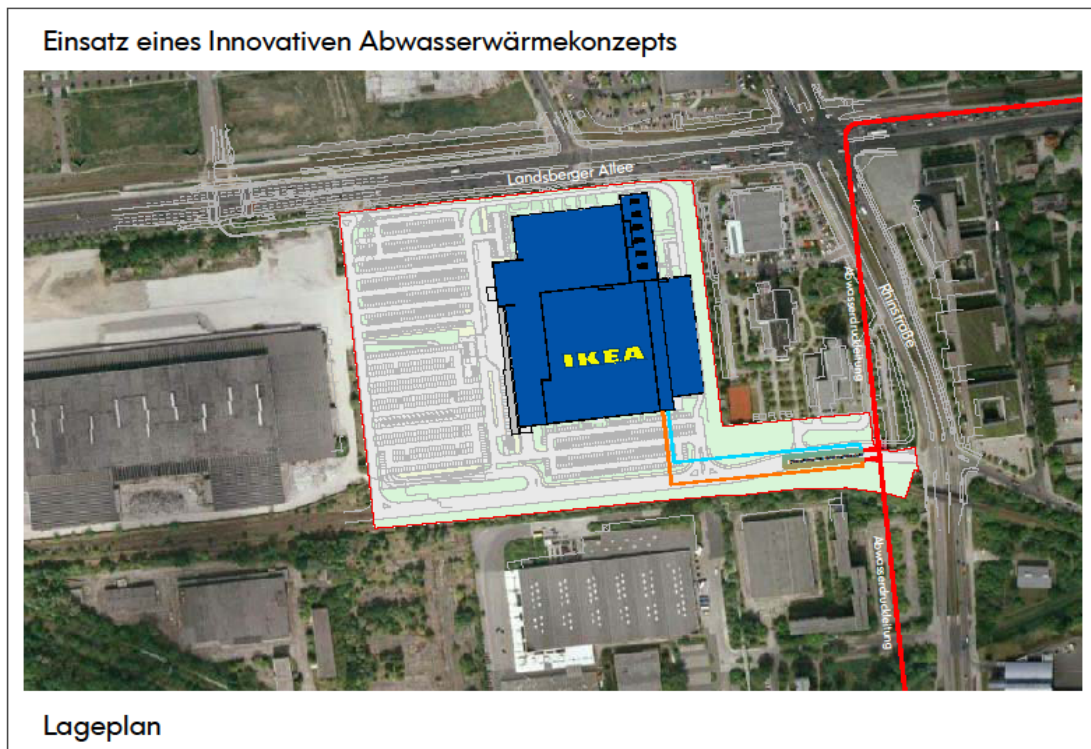 Einsatz eines Innovativen Abwasserwärmekonzepts
Landsberger Allee
Abwasserdruckleitung
Rhinstraße
IKEA
Abwasserdruckleitung
Lageplan